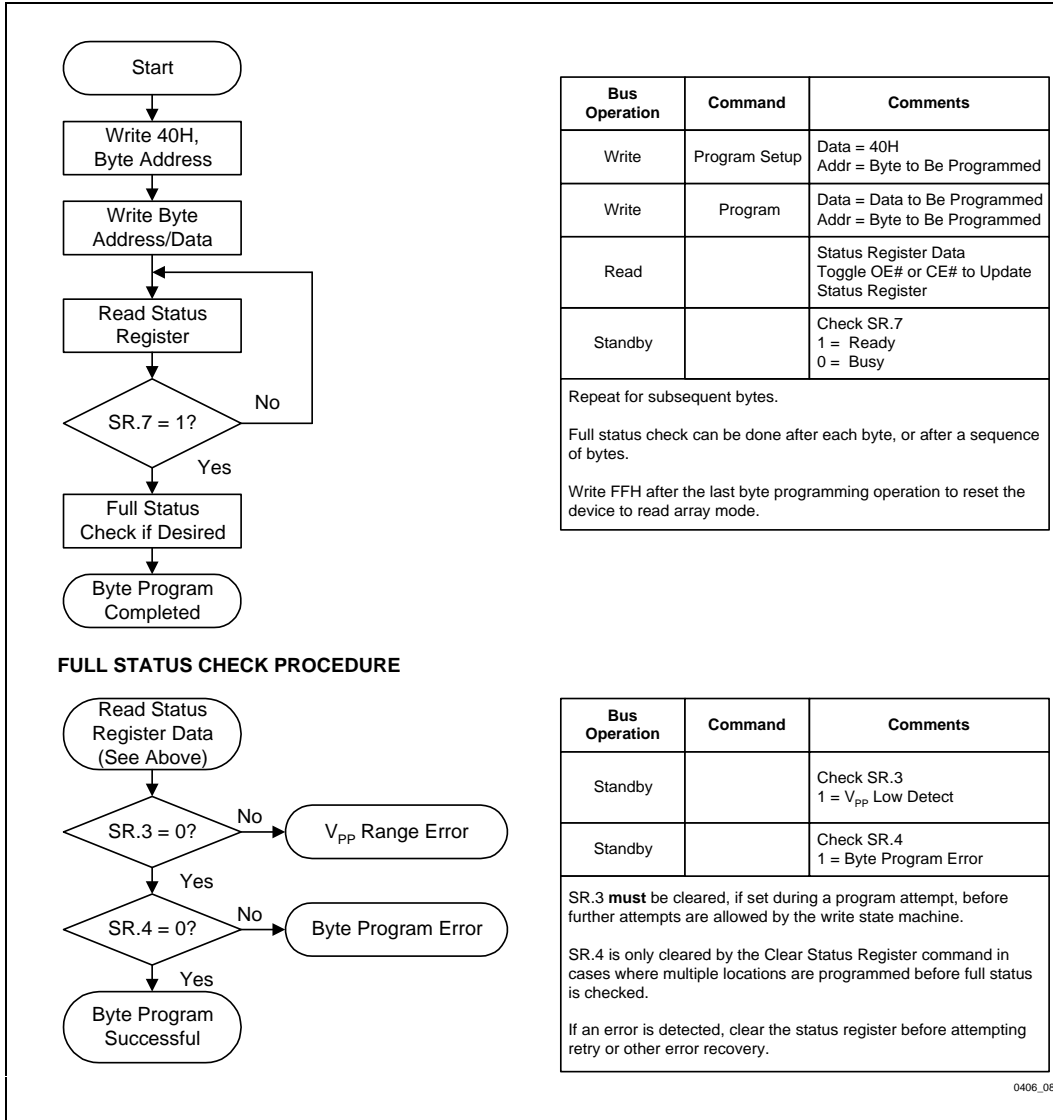 Start
Write 40H,
Byte Address
Write Byte
Address/Data
Read Status
Register
SR.7 = 1?
No
Yes
Full Status
Check if Desired
Byte Program
Completed
Bus
Operation
Command
Comments
Write
Program Setup
Data = 40H
Addr = Byte to Be Programmed
Write
Program
Data = Data to Be Programmed
Addr = Byte to Be Programmed
Read
Status Register Data
Toggle OE# or CE# to Update
Status Register
Standby
Check SR.7
1 = Ready
0 = Busy
Repeat for subsequent bytes.
Full status check can be done after each byte, or after a sequence
of bytes.
Write FFH after the last byte programming operation to reset the
device to read array mode.
FULL STATUS CHECK PROCEDURE
Read Status
Register Data
(See Above)
SR.3 = 0?
No
VPP Range Error
Yes
SR.4 = 0?
No
Byte Program Error
Yes
Byte Program
Successful
Bus
Operation
Command
Comments
Standby
Check SR.3
1 = VPP Low Detect
Standby
Check SR.4
1 = Byte Program Error
SR.3 must be cleared, if set during a program attempt, before
further attempts are allowed by the write state machine.
SR.4 is only cleared by the Clear Status Register command in
cases where multiple locations are programmed before full status
is checked.
If an error is detected, clear the status register before attempting
retry or other error recovery.
0406_08